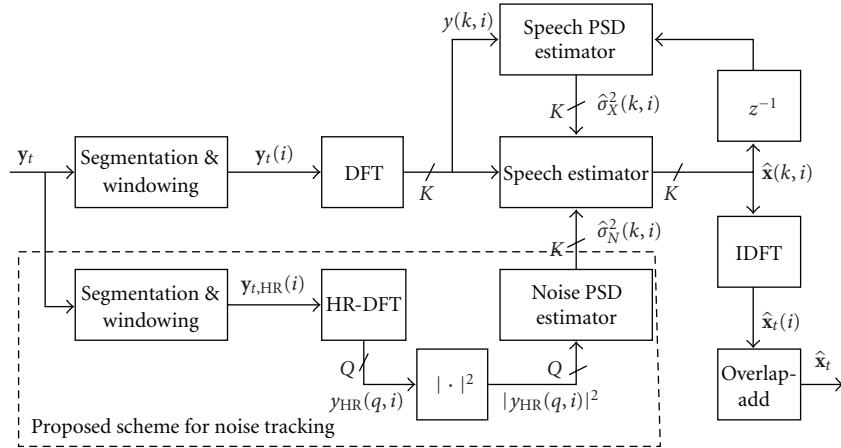 y(k, i)
Speech PSD
estimator
K
σ̂²_X(k, i)
z⁻¹
y_t
Segmentation &
windowing
y_t(i)
DFT
K
Speech estimator
K
x̂(k, i)
K
σ̂²_N(k, i)
IDFT
Segmentation &
windowing
y_{t,HR}(i)
HR-DFT
Noise PSD
estimator
x̂_t(i)
Q
y_HR(q, i)
| · |²
Q
|y_HR(q, i)|²
Overlap-
add
x̂_t
Proposed scheme for noise tracking